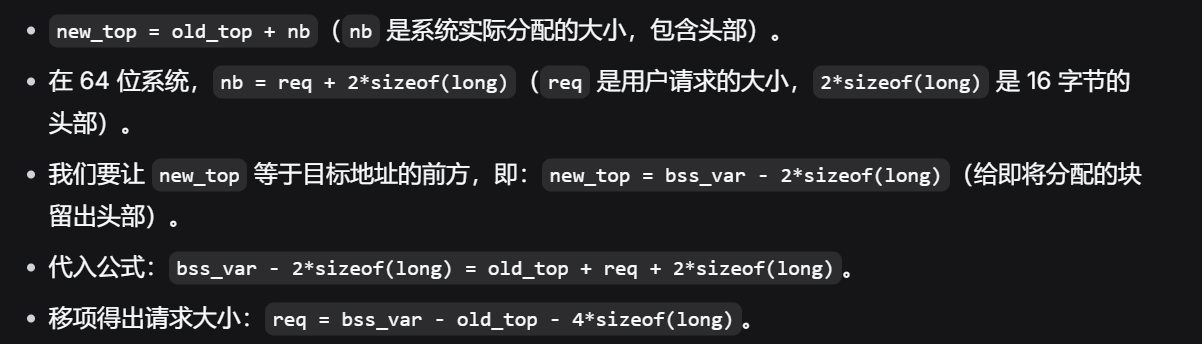 • new_top = old_top + nb（nb 是系统实际分配的大小，包含头部）。
• 在 64 位系统，nb = req + 2*sizeof(long)（req 是用户请求的大小，2*sizeof(long) 是 16 字节的
头部）。
• 我们要让 new_top 等于目标地址的前方，即：new_top = bss_var - 2*sizeof(long)（给即将分配的块
留出头部）。
• 代入公式：bss_var - 2*sizeof(long) = old_top + req + 2*sizeof(long)。
• 移项得出请求大小：req = bss_var - old_top - 4*sizeof(long)。